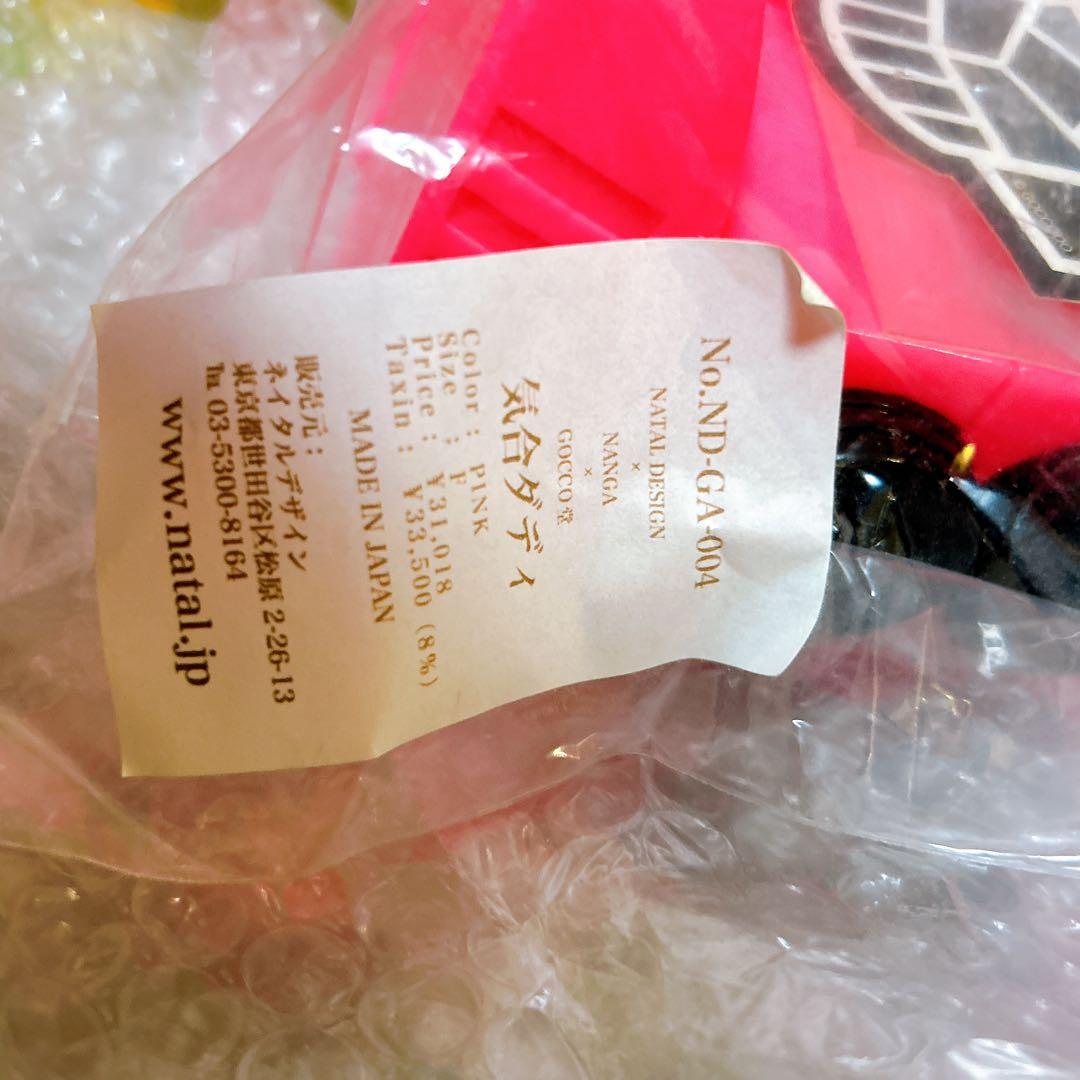 No.ND-GA-004
NATAL DESIGN
×
NANGA
×
GOCCO堂
気合ダディ
Color : PINK
Size : F
Price : ¥31,018
Taxin : ¥33,500 (8%)
MADE IN JAPAN
販売元：
ネイタルデザイン
東京都世田谷区松原 2-26-13
℡ 03-5300-8164
www.natal.jp